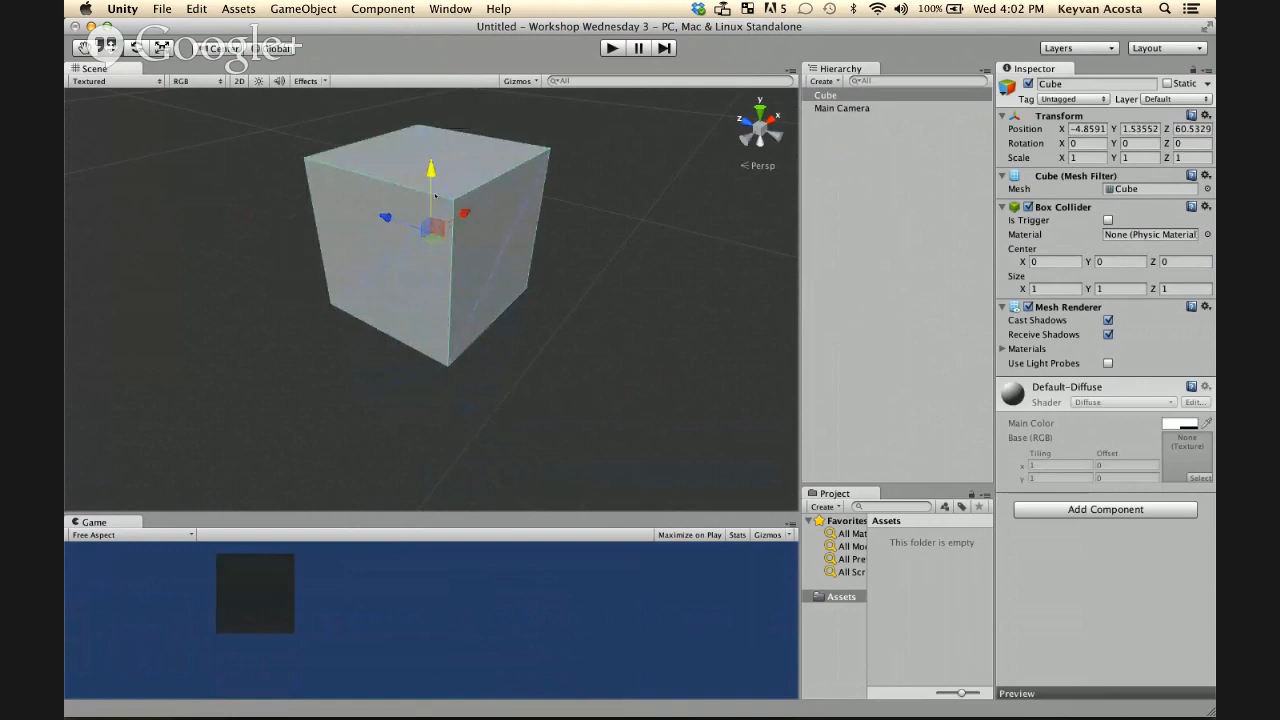 Unity File Edit Assets GameObject Component Window Help 5 100% Wed 4:02 PM Keyvan Acosta
Untitled - Workshop Wednesday 3 - PC, Mac & Linux Standalone
Google+
Center Global Layers Layout
Scene
Textured RGB 2D Effects Gizmos All
y
x
z
Persp
Hierarchy
Create All
Cube
Main Camera
Inspector
Cube Static
Tag Untagged Layer Default
Transform
Position X -4.8591 Y 1.53552 Z 60.5329
Rotation X 0 Y 0 Z 0
Scale X 1 Y 1 Z 1
Cube (Mesh Filter)
Mesh Cube
Box Collider
Is Trigger
Material None (Physic Material
Center
X 0 Y 0 Z 0
Size
X 1 Y 1 Z 1
Mesh Renderer
Cast Shadows
Receive Shadows
Materials
Use Light Probes
Default-Diffuse
Shader Diffuse Edit...
Main Color
Base (RGB) None
(Texture)
Tiling Offset
x 1 0
y 1 0 Select
Add Component
Preview
Game
Free Aspect Maximize on Play Stats Gizmos
Project
Create
Favorites
All Mat
All Mod
All Pre
All Scr
Assets
Assets
This folder is empty